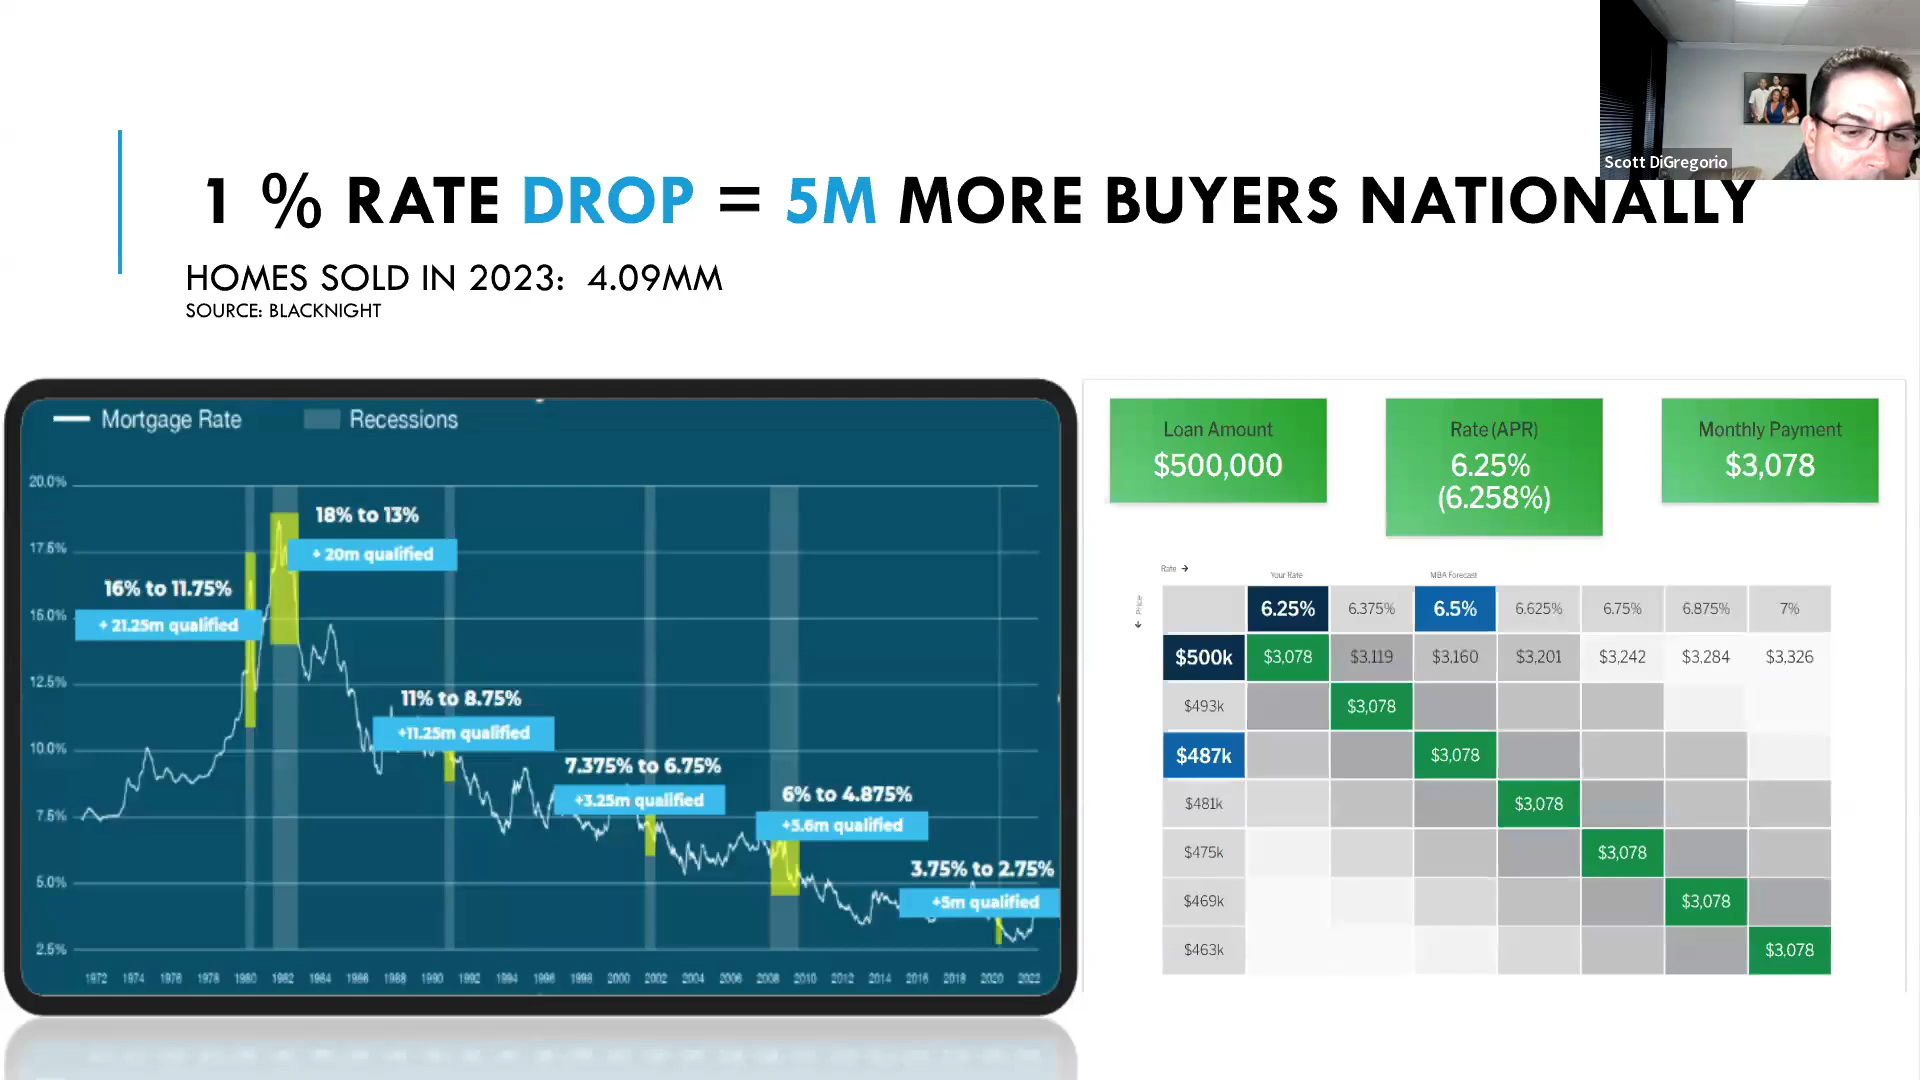 Scott DiGregorio
1 % RATE DROP = 5M MORE BUYERS NATIONALLY
HOMES SOLD IN 2023: 4.09MM
SOURCE: BLACKNIGHT
Mortgage Rate Recessions
20.0%
17.5%
15.0%
12.5%
10.0%
7.5%
5.0%
2.5%
18% to 13%
+ 20m qualified
16% to 11.75%
+ 21.25m qualified
11% to 8.75%
+11.25m qualified
7.375% to 6.75%
+3.25m qualified
6% to 4.875%
+5.6m qualified
3.75% to 2.75%
+5m qualified
1972 1974 1976 1978 1980 1982 1984 1986 1988 1990 1992 1994 1996 1998 2000 2002 2004 2006 2008 2010 2012 2014 2016 2018 2020 2022
Loan Amount
$500,000
Rate (APR)
6.25%
(6.258%)
Monthly Payment
$3,078
Rate →
Your Rate MBA Forecast
Price →
6.25% 6.375% 6.5% 6.625% 6.75% 6.875% 7%
$500k $3,078 $3,119 $3,160 $3,201 $3,242 $3,284 $3,326
$493k $3,078
$487k $3,078
$481k $3,078
$475k $3,078
$469k $3,078
$463k $3,078